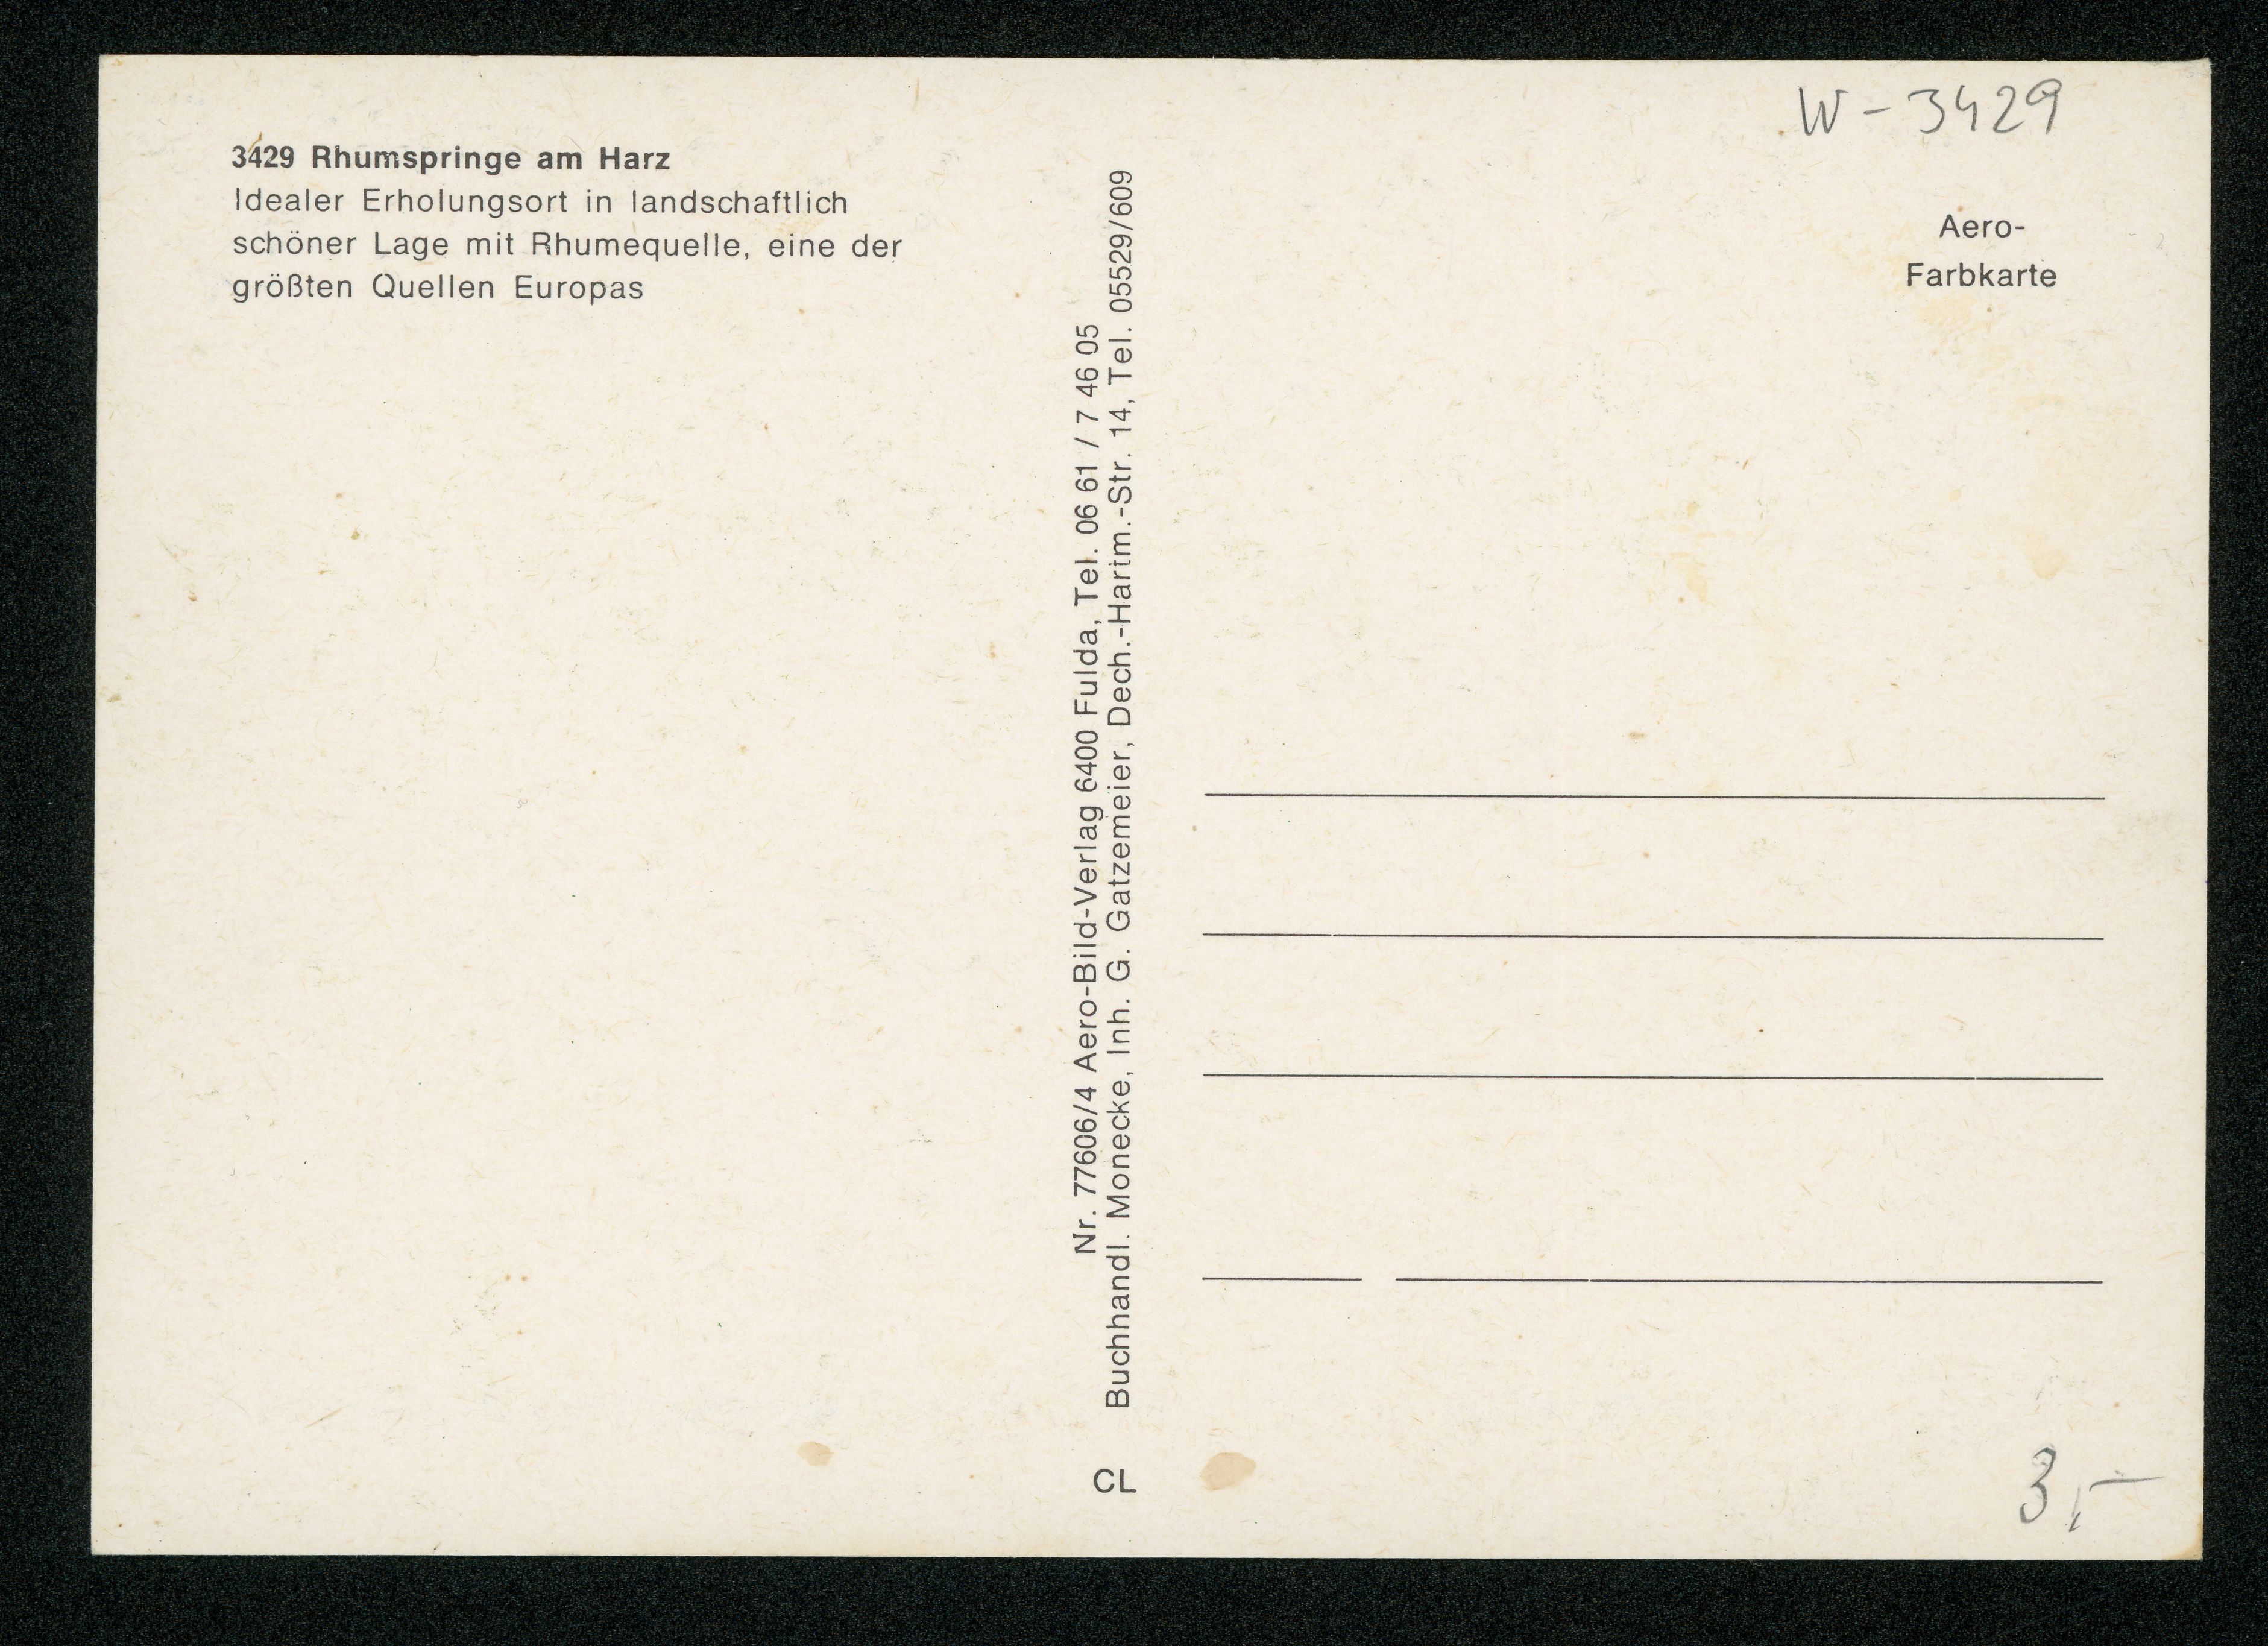 3429 Rhumspringe am Harz
Idealer Erholungsort in landschaftlich
schöner Lage mit Rhumequelle, eine der
größten Quellen Europas
Nr. 77606/4 Aero-Bild-Verlag 6400 Fulda, Tel. 06 61 / 7 46 05
Buchhandl. Monecke, Inh. G. Gatzemeier, Dech.-Hartm.-Str. 14, Tel. 05529/609
CL
W - 3429
Aero-
Farbkarte
3,-